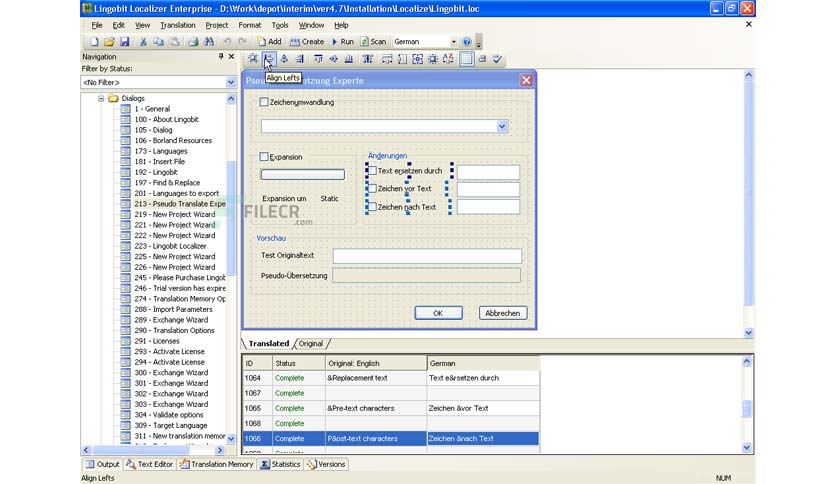 Lingobit Localizer Enterprise - D:\Work\depot\interim\ver4.7\Installation\Localize\Lingobit.loc
File Edit View Translation Project Format Tools Window Help
Add Create Run Scan German
Navigation
Filter by Status:
<No Filter>
Align Lefts
Dialogs
1 - General
100 - About Lingobit
105 - Dialog
106 - Borland Resources
173 - Languages
181 - Insert File
192 - Lingobit
197 - Find & Replace
201 - Languages to export
213 - Pseudo Translate Expe
219 - New Project Wizard
221 - New Project Wizard
222 - New Project Wizard
223 - Lingobit Localizer
225 - New Project Wizard
226 - New Project Wizard
245 - Please Purchase Lingob
246 - Trial version has expire
274 - Translation Memory Op
288 - Import Parameters
289 - Exchange Wizard
290 - Translation Options
291 - Licenses
293 - Activate License
294 - Activate License
300 - Exchange Wizard
301 - Exchange Wizard
302 - Exchange Wizard
303 - Exchange Wizard
304 - Validate options
309 - Target Language
311 - New translation memor
Pseudo setzung Experte
Zeichenumwandlung
Expansion
Expansion um Static
Änderungen
Text ersetzen durch
Zeichen vor Text
Zeichen nach Text
FILECR
.com
Vorschau
Test Originaltext
Pseudo-Übersetzung
OK Abbrechen
Translated Original
ID Status Original: English German
1064 Complete &Replacement text Text e&rsetzen durch
1067 Complete
1065 Complete &Pre-text characters Zeichen &vor Text
1068 Complete
1066 Complete P&ost-text characters Zeichen &nach Text
Output Text Editor Translation Memory Statistics Versions
Align Lefts NUM